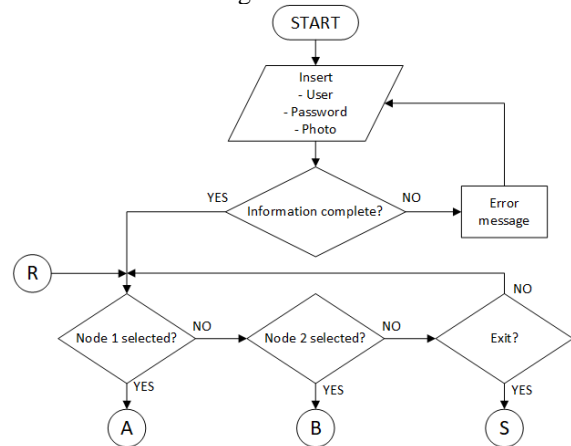 START
Insert
- User
- Password
- Photo
YES
Information complete?
NO
Error
message
R
NO
Node 1 selected?
NO
Node 2 selected?
NO
Exit?
YES
YES
YES
A
B
S